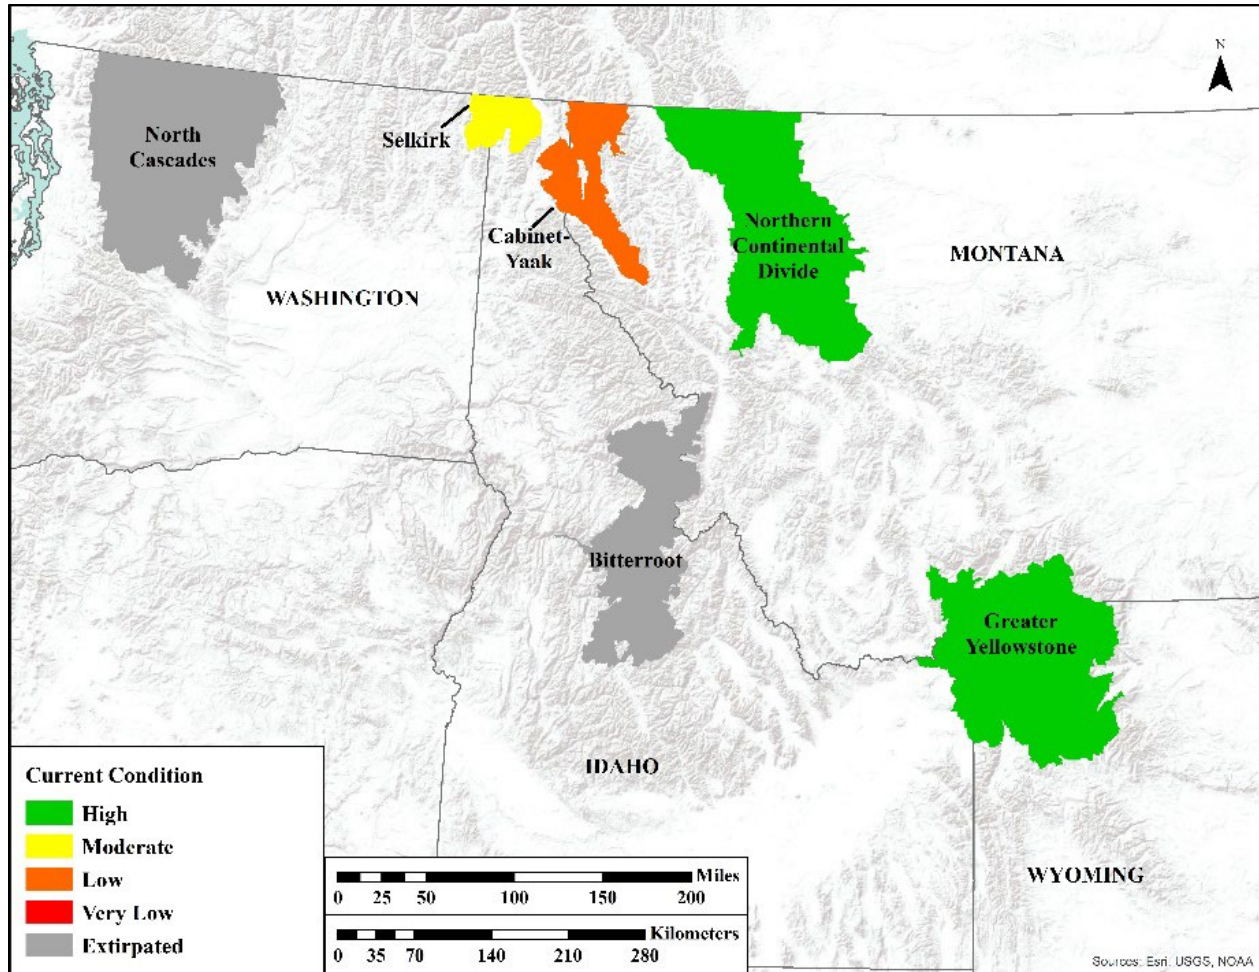 N
North
Cascades
Selkirk
Cabinet-
Yaak
Northern
Continental
Divide
MONTANA
WASHINGTON
Bitterroot
Greater
Yellowstone
IDAHO
WYOMING
Current Condition
High
Moderate
Low
Very Low
Extirpated
Miles
0 25 50 100 150 200
Kilometers
0 35 70 140 210 280
Sources: Esri, USGS, NOAA